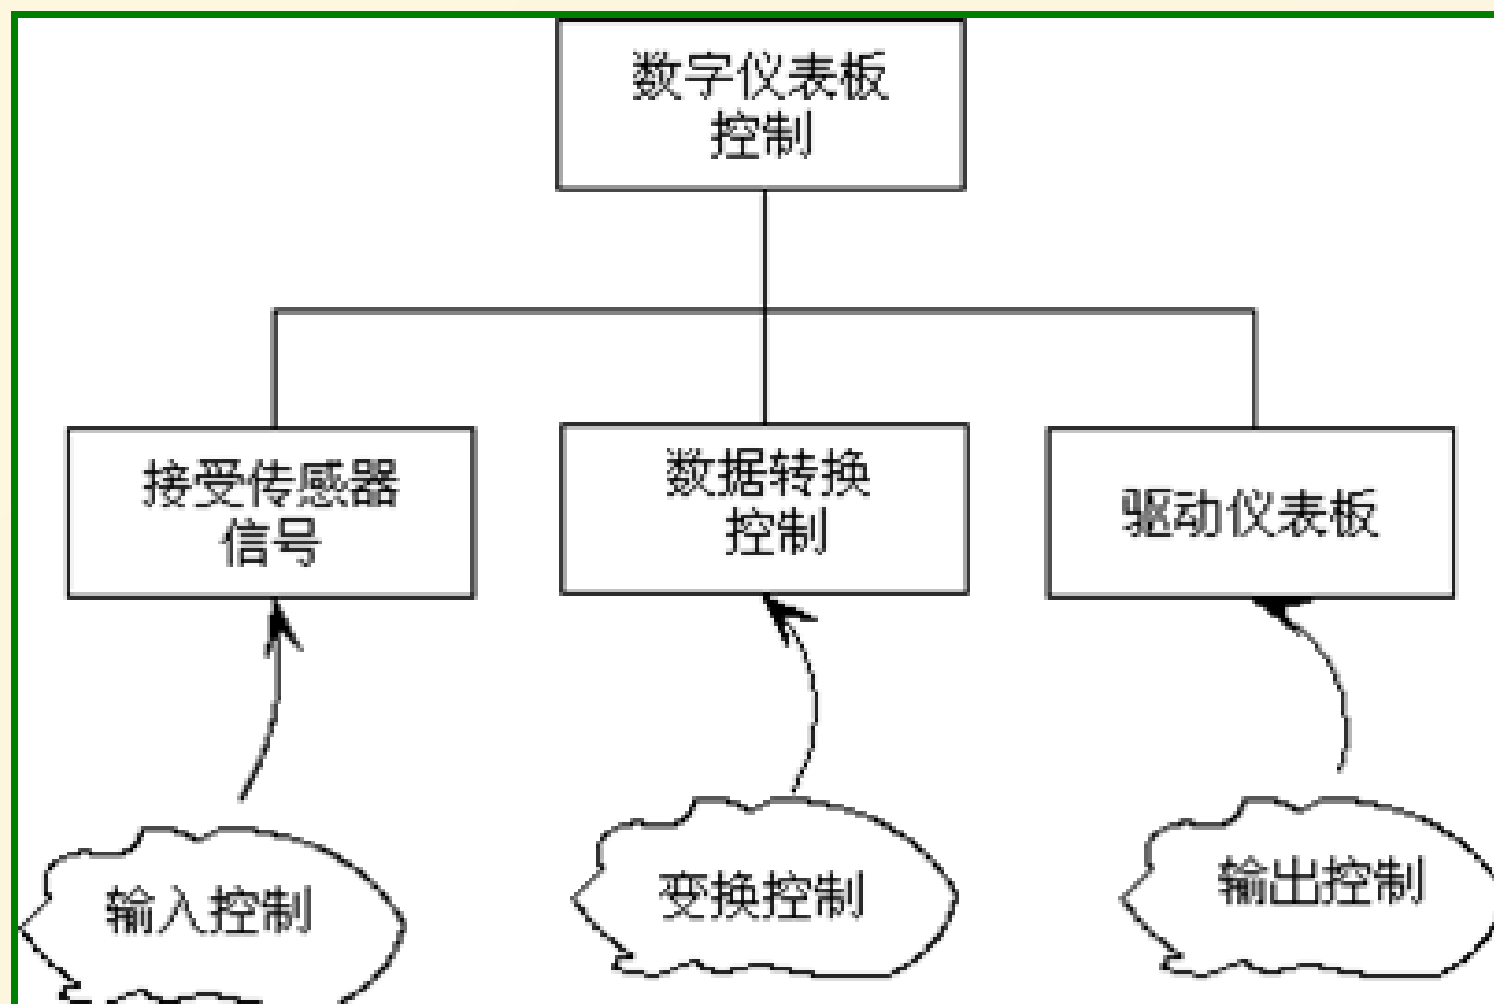 数字仪表板
控制
接受传感器
信号
数据转换
控制
驱动仪表板
输入控制
变换控制
输出控制